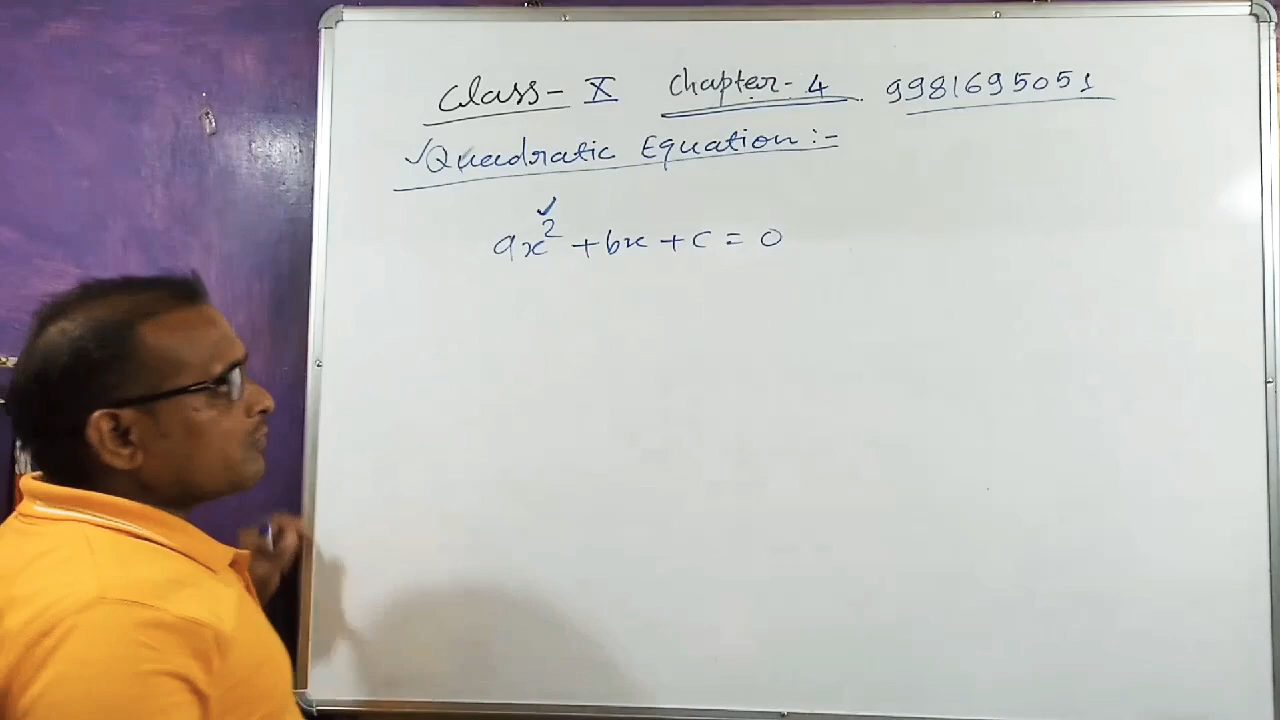 Class - X Chapter - 4 9981695051
✓Quadratic Equation :-
ax² + bx + c = 0